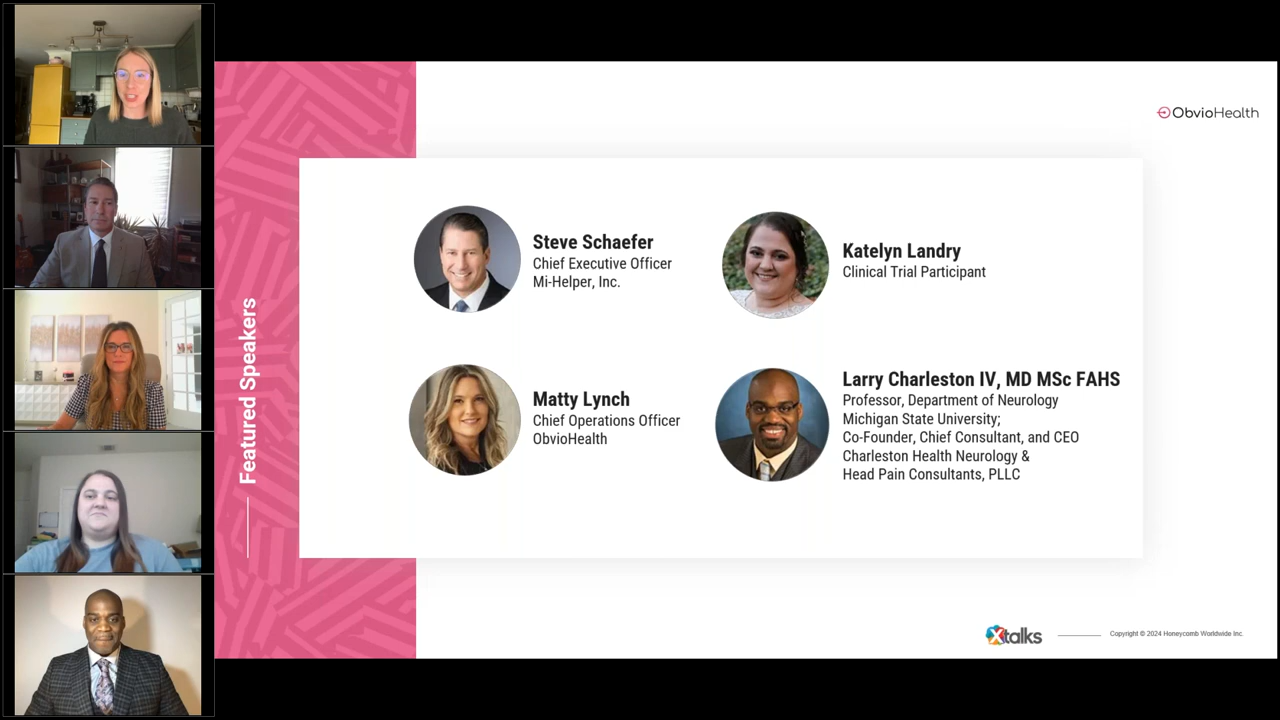 Featured Speakers
ObvioHealth
Steve Schaefer
Chief Executive Officer
Mi-Helper, Inc.
Katelyn Landry
Clinical Trial Participant
Matty Lynch
Chief Operations Officer
ObvioHealth
Larry Charleston IV, MD MSc FAHS
Professor, Department of Neurology
Michigan State University;
Co-Founder, Chief Consultant, and CEO
Charleston Health Neurology &
Head Pain Consultants, PLLC
Xtalks
Copyright © 2024 Honeycomb Worldwide Inc.